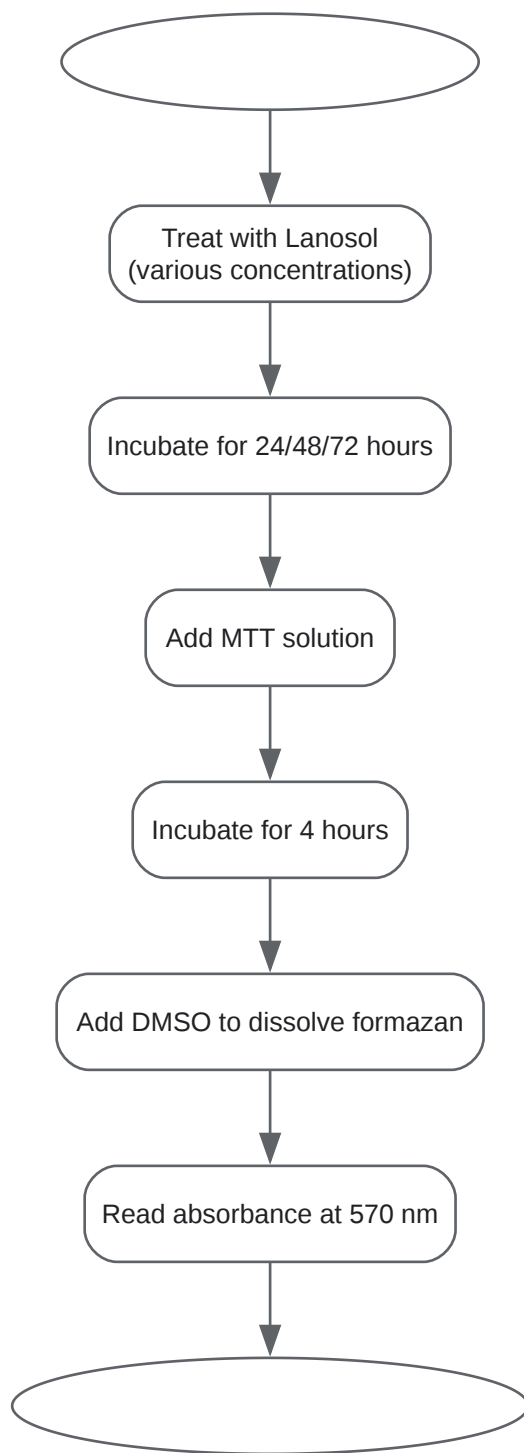 Treat with Lanosol
(various concentrations)
Incubate for 24/48/72 hours
Add MTT solution
Incubate for 4 hours
Add DMSO to dissolve formazan
Read absorbance at 570 nm